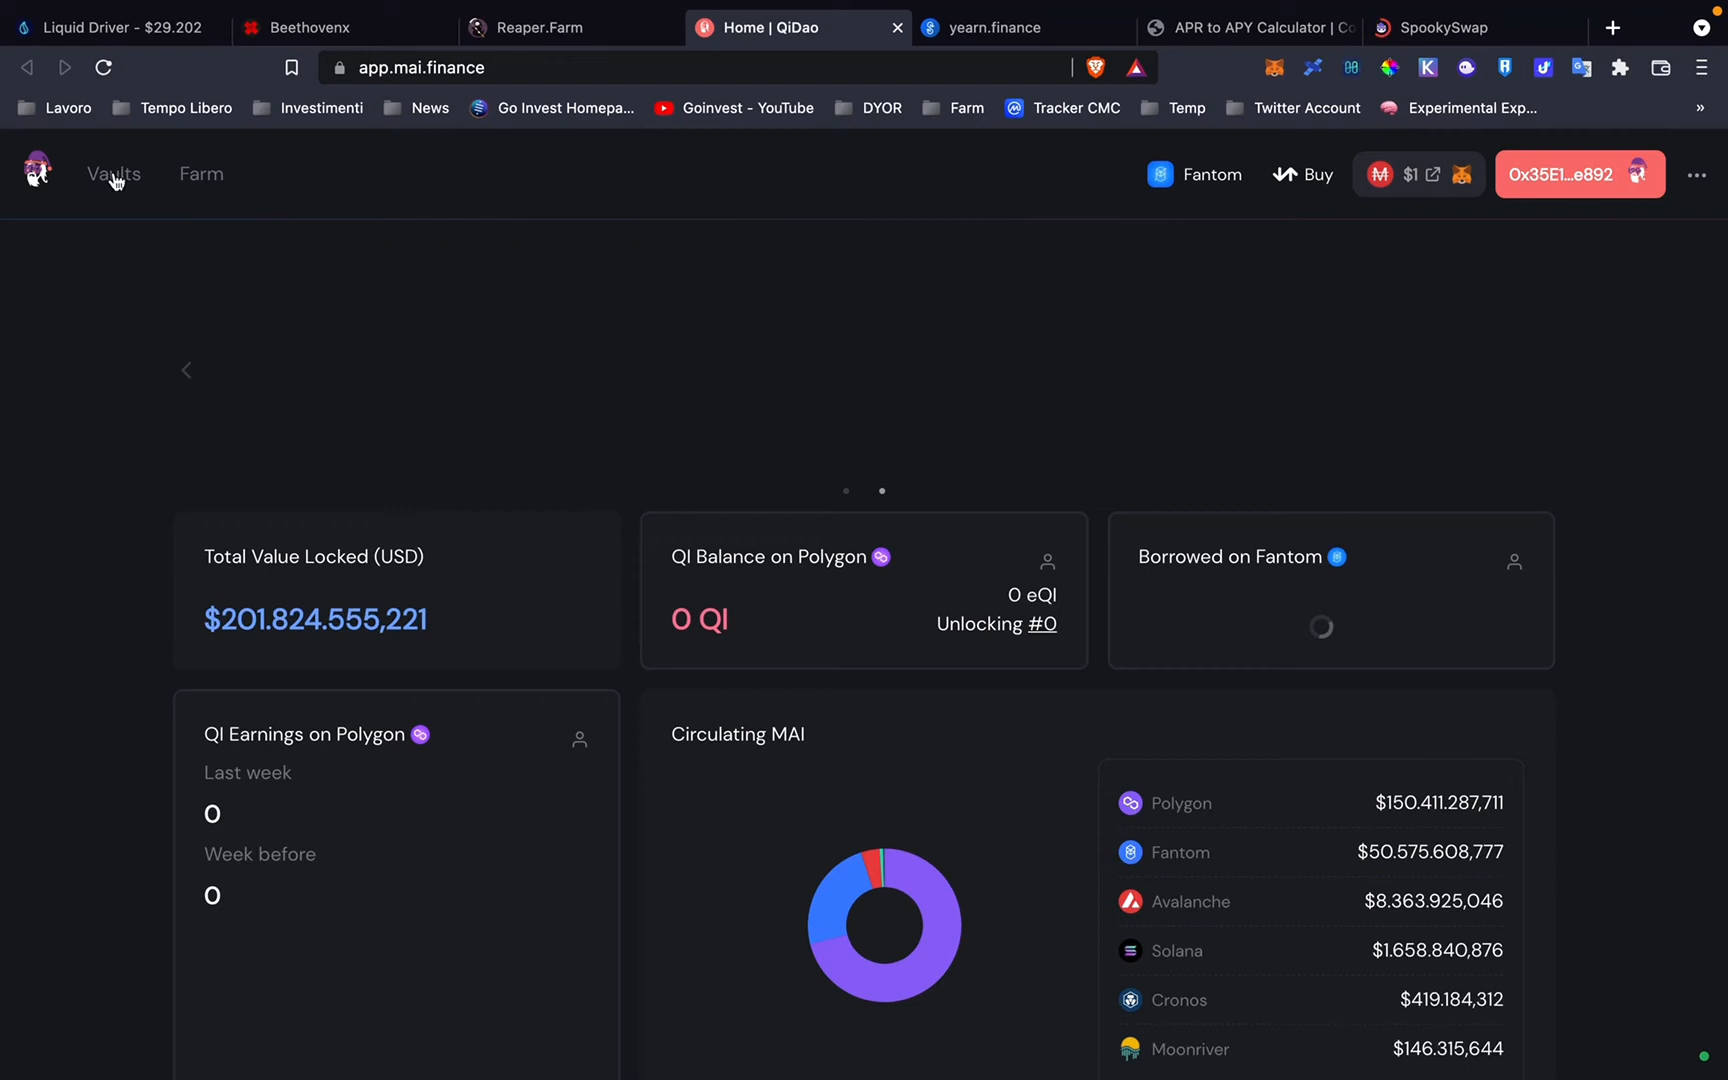 Liquid Driver - $29.202
Beethovenx
Reaper.Farm
Home | QiDao
yearn.finance
APR to APY Calculator | Co
SpookySwap
app.mai.finance
Lavoro
Tempo Libero
Investimenti
News
Go Invest Homepa...
Goinvest - YouTube
DYOR
Farm
Tracker CMC
Temp
Twitter Account
Experimental Exp...
Vaults
Farm
Fantom
Buy
$1
0x35E1...e892
Total Value Locked (USD)
$201.824.555,221
QI Balance on Polygon
0 QI
0 eQI
Unlocking #0
Borrowed on Fantom
QI Earnings on Polygon
Last week
0
Week before
0
Circulating MAI
Polygon $150.411.287,711
Fantom $50.575.608,777
Avalanche $8.363.925,046
Solana $1.658.840,876
Cronos $419.184,312
Moonriver $146.315,644